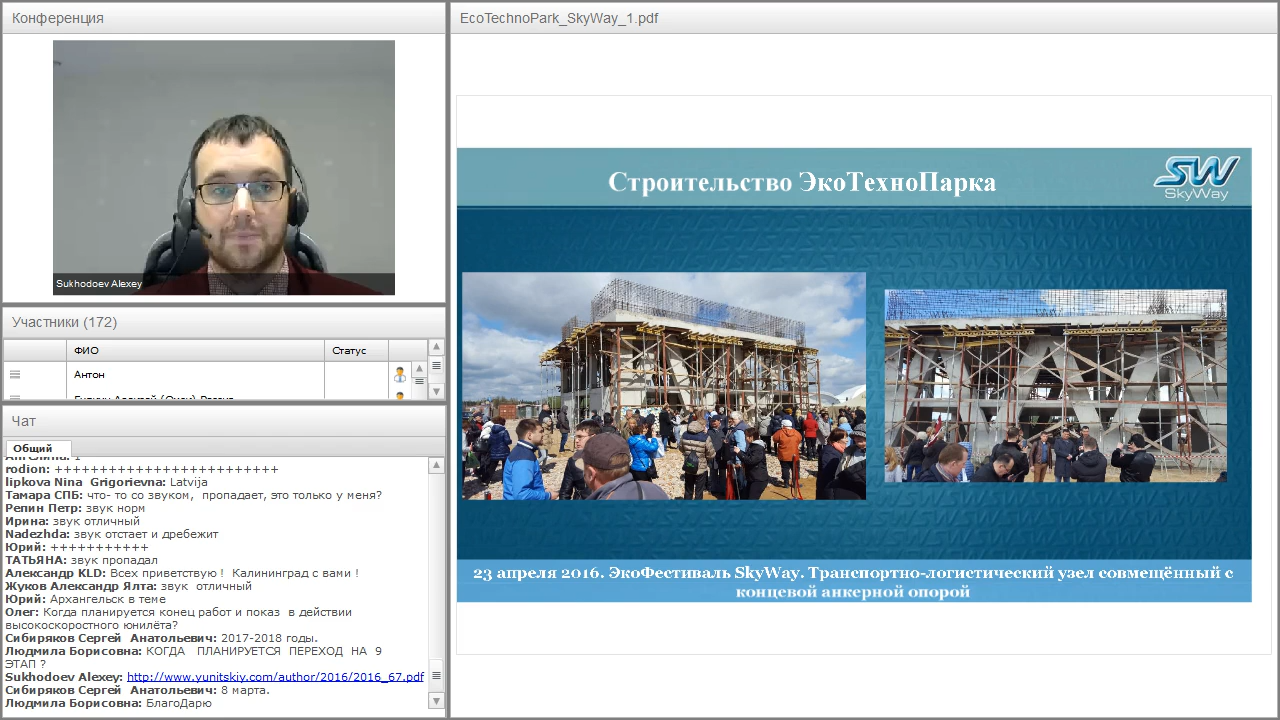 Конференция
Sukhodoev Alexey
Участники (172)
ФИО
Статус
Антон
Чат
Общий
rodion: +++++++++++++++++++++++++
lipkova Nina Grigorievna: Latvija
Тамара СПБ: что- то со звуком, пропадает, это только у меня?
Репин Петр: звук норм
Ирина: звук отличный
Nadezhda: звук отстает и дребежит
Юрий: +++++++++++
ТАТЬЯНА: звук пропадал
Александр KLD: Всех приветствую ! Калининград с вами !
Жуков Александр Ялта: звук отличный
Юрий: Архангельск в теме
Олег: Когда планируется конец работ и показ в действии
высокоскоростного юнилёта?
Сибиряков Сергей Анатольевич: 2017-2018 годы.
Людмила Борисовна: КОГДА ПЛАНИРУЕТСЯ ПЕРЕХОД НА 9
ЭТАП ?
Sukhodoev Alexey: http://www.yunitskiy.com/author/2016/2016_67.pdf
Сибиряков Сергей Анатольевич: 8 марта.
Людмила Борисовна: БлагоДарю
EcoTechnoPark_SkyWay_1.pdf
Строительство ЭкоТехноПарка
SW
SkyWay
23 апреля 2016. ЭкоФестиваль SkyWay. Транспортно-логистический узел совмещённый с
концевой анкерной опорой